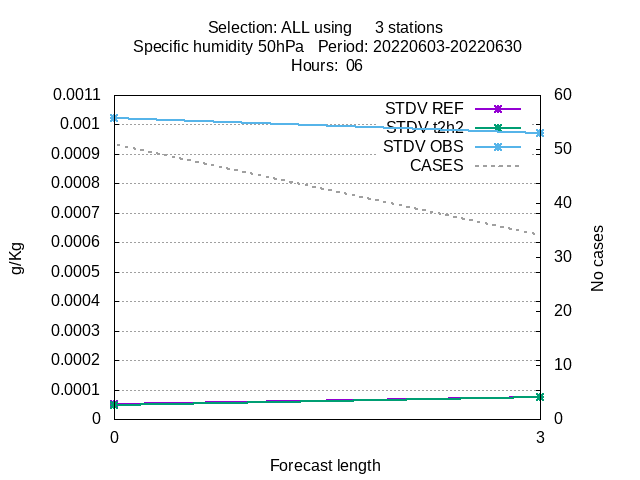 Selection: ALL using 3 stations
Specific humidity 50hPa Period: 20220603-20220630
Hours: 06
0.0011
0.001
0.0009
0.0008
0.0007
0.0006
0.0005
0.0004
0.0003
0.0002
0.0001
0
g/Kg
STDV REF
STDV t2h2
STDV OBS
CASES
60
50
40
30
20
10
0
No cases
0
3
Forecast length